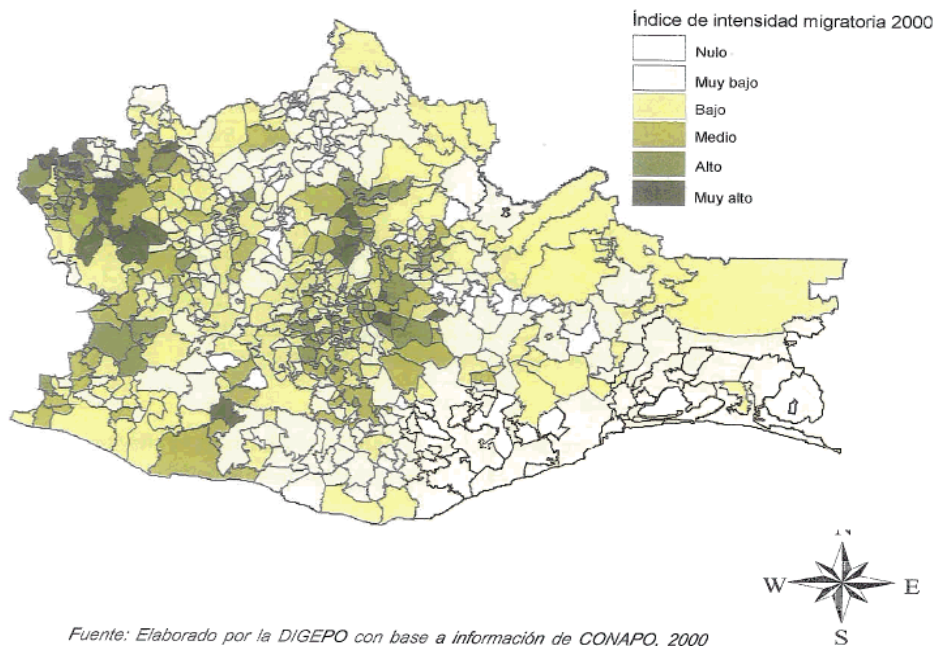 Índice de intensidad migratoria 2000
Nulo
Muy bajo
Bajo
Medio
Alto
Muy alto
N
W E
S
Fuente: Elaborado por la DIGEPO con base a información de CONAPO, 2000